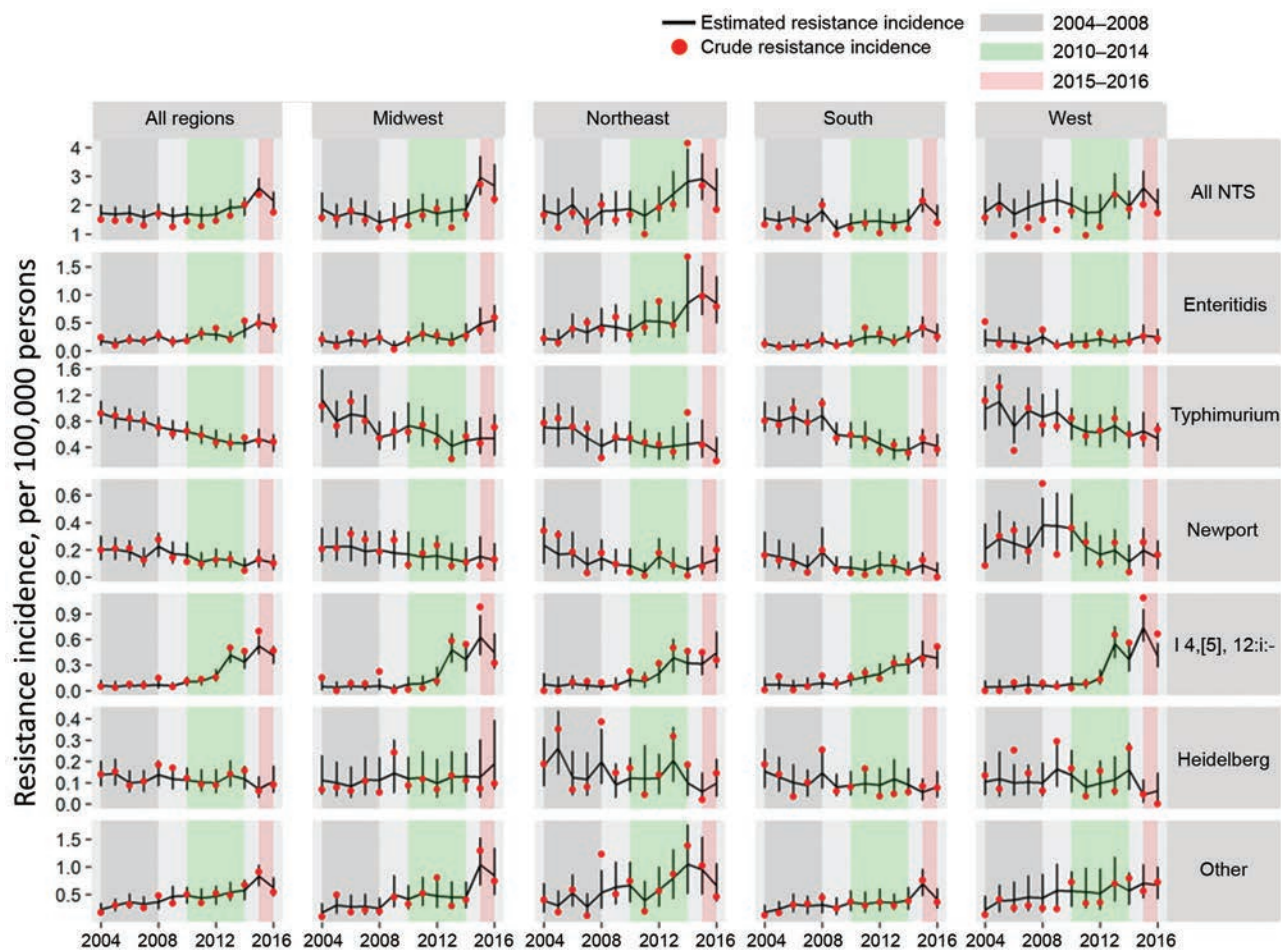 Estimated resistance incidence
Crude resistance incidence
2004–2008
2010–2014
2015–2016
All regions
Midwest
Northeast
South
West
Resistance incidence, per 100,000 persons
4
3
2
1
All NTS
1.5
1.0
0.5
0.0
Enteritidis
1.6
1.2
0.8
0.4
Typhimurium
0.6
0.4
0.2
0.0
Newport
0.9
0.6
0.3
0.0
I 4,[5], 12:i:-
0.4
0.3
0.2
0.1
0.0
Heidelberg
1.5
1.0
0.5
Other
2004 2008 2012 2016 2004 2008 2012 2016 2004 2008 2012 2016 2004 2008 2012 2016 2004 2008 2012 2016